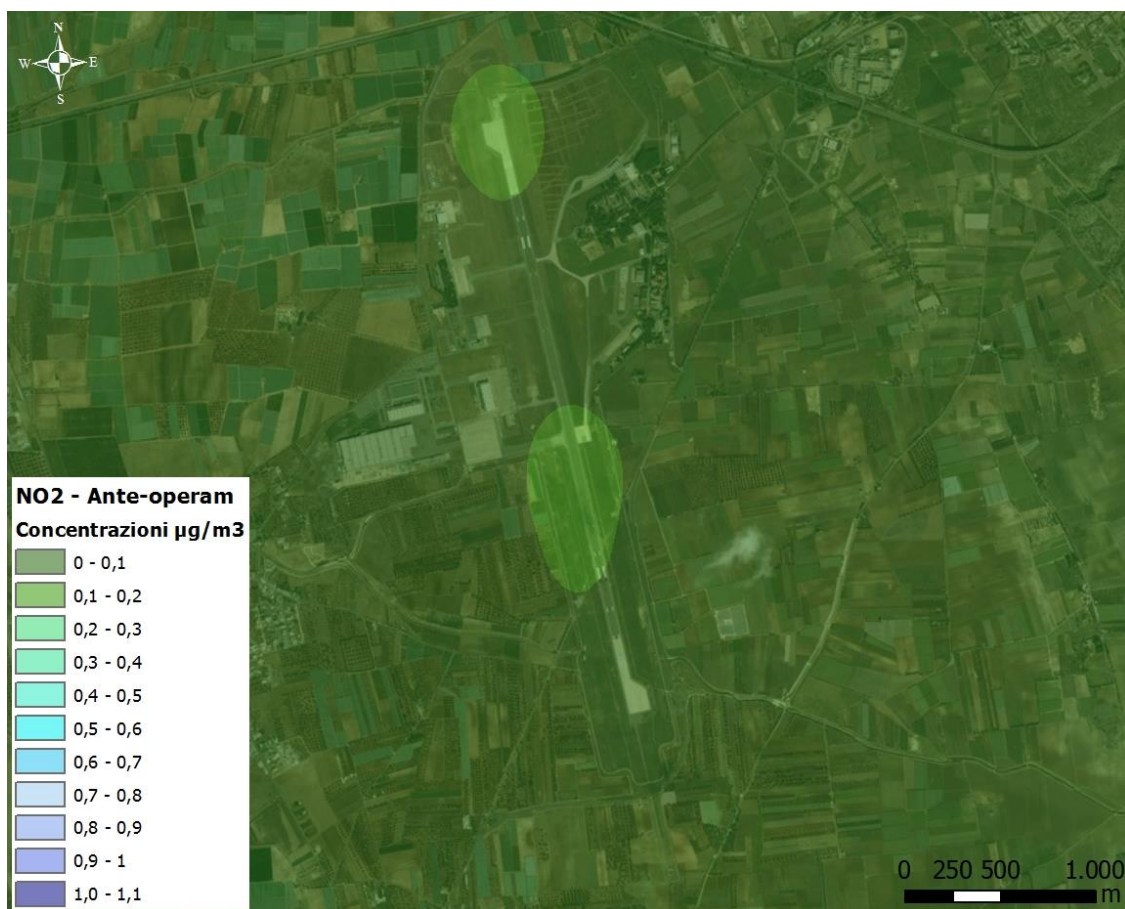 N
W E
S
NO2 - Ante-operam
Concentrazioni µg/m3
0 - 0,1
0,1 - 0,2
0,2 - 0,3
0,3 - 0,4
0,4 - 0,5
0,5 - 0,6
0,6 - 0,7
0,7 - 0,8
0,8 - 0,9
0,9 - 1
1,0 - 1,1
0 250 500 1.000
m